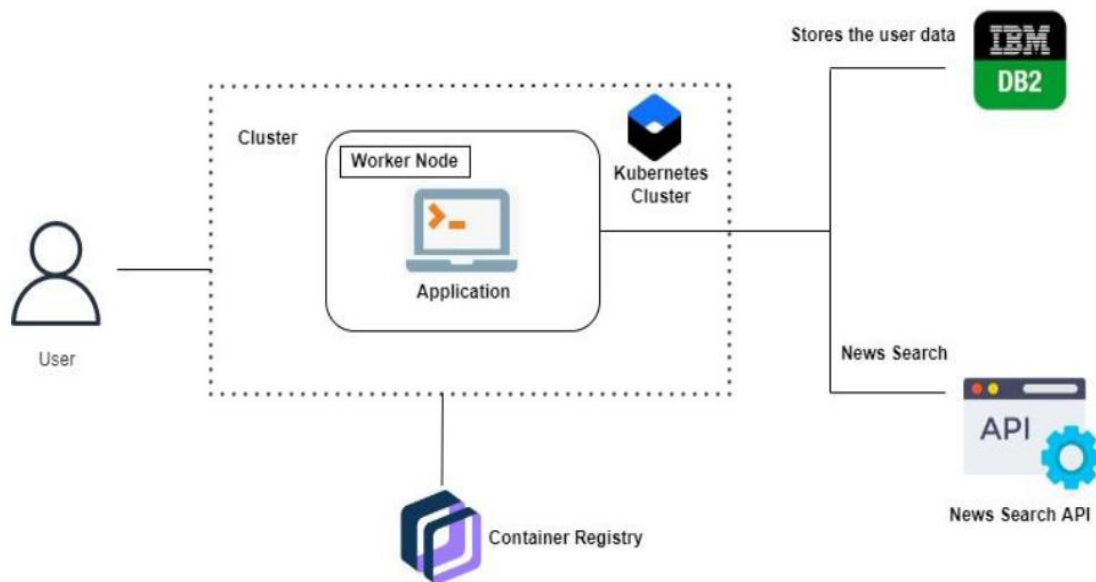 Stores the user data
IBM
DB2
Cluster
Worker Node
Kubernetes
Cluster
Application
User
News Search
API
News Search API
Container Registry